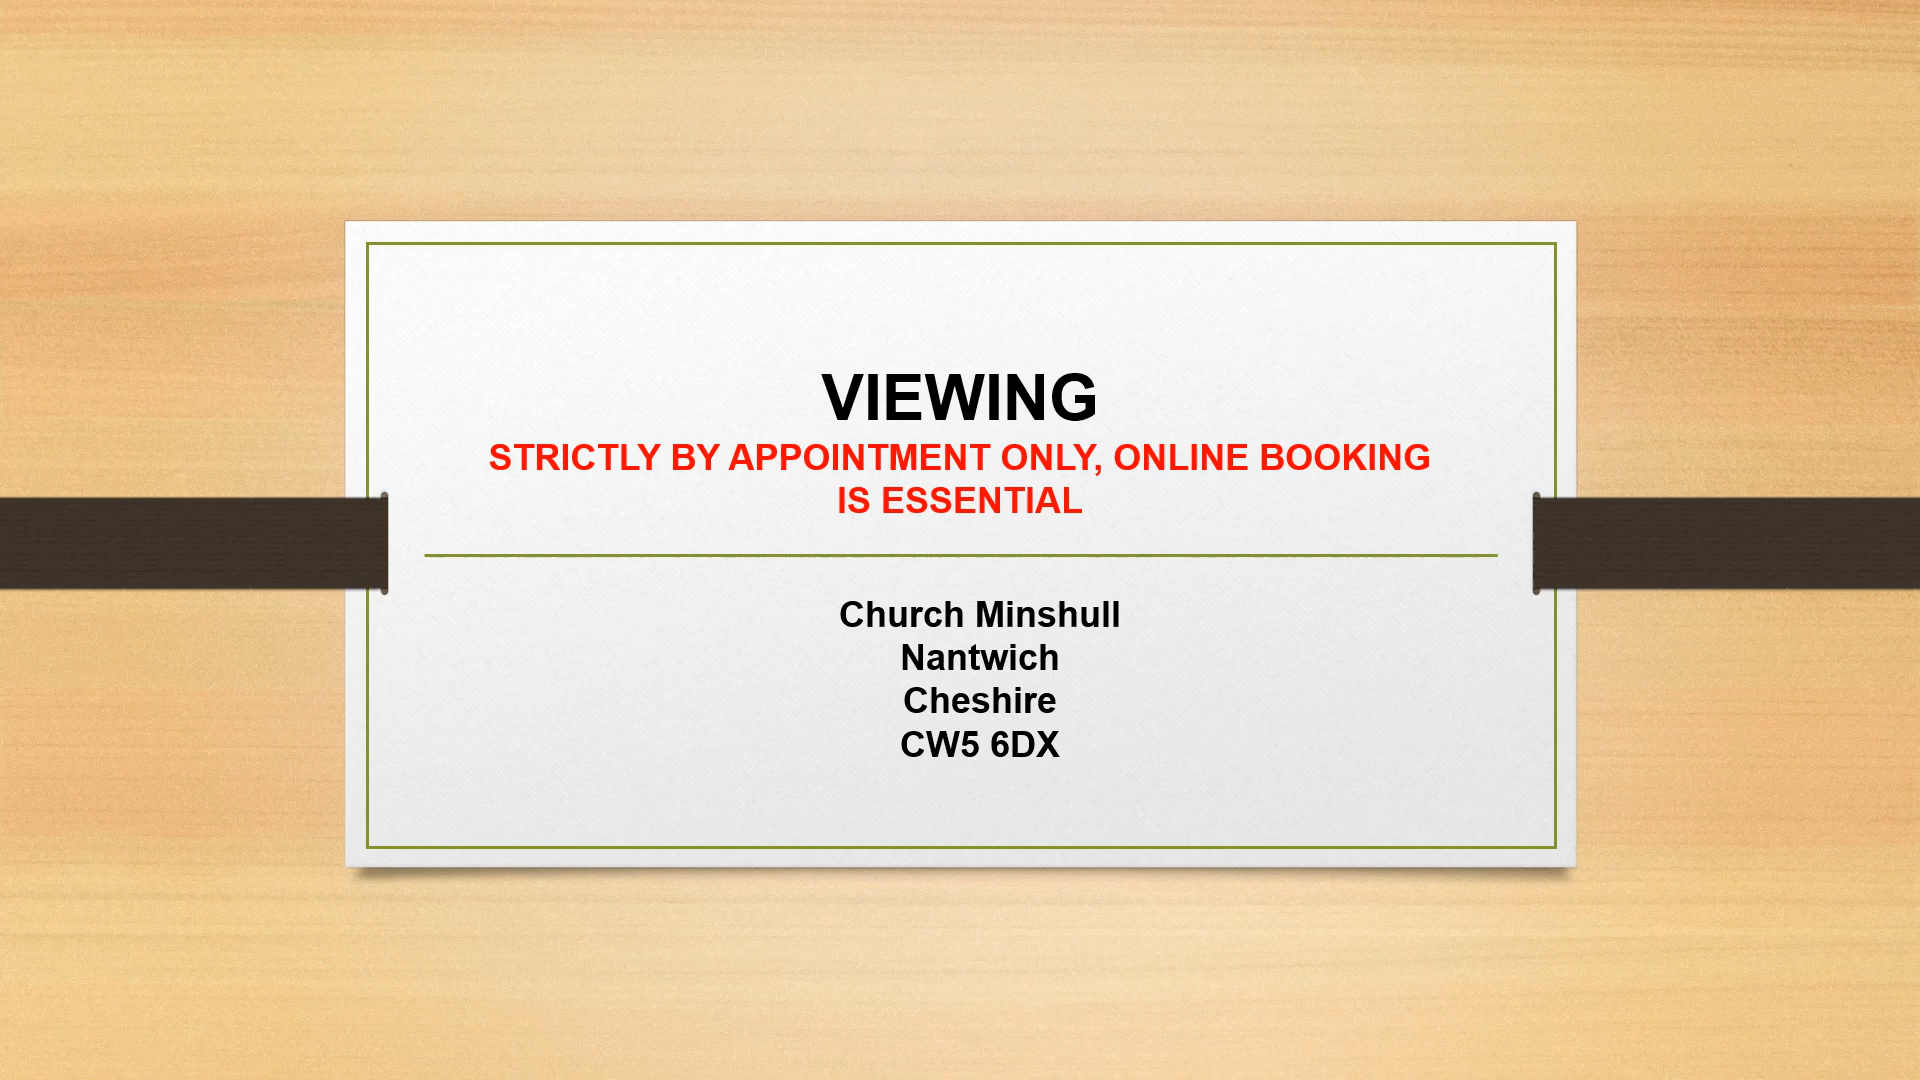 VIEWING
STRICTLY BY APPOINTMENT ONLY, ONLINE BOOKING
IS ESSENTIAL
Church Minshull
Nantwich
Cheshire
CW5 6DX